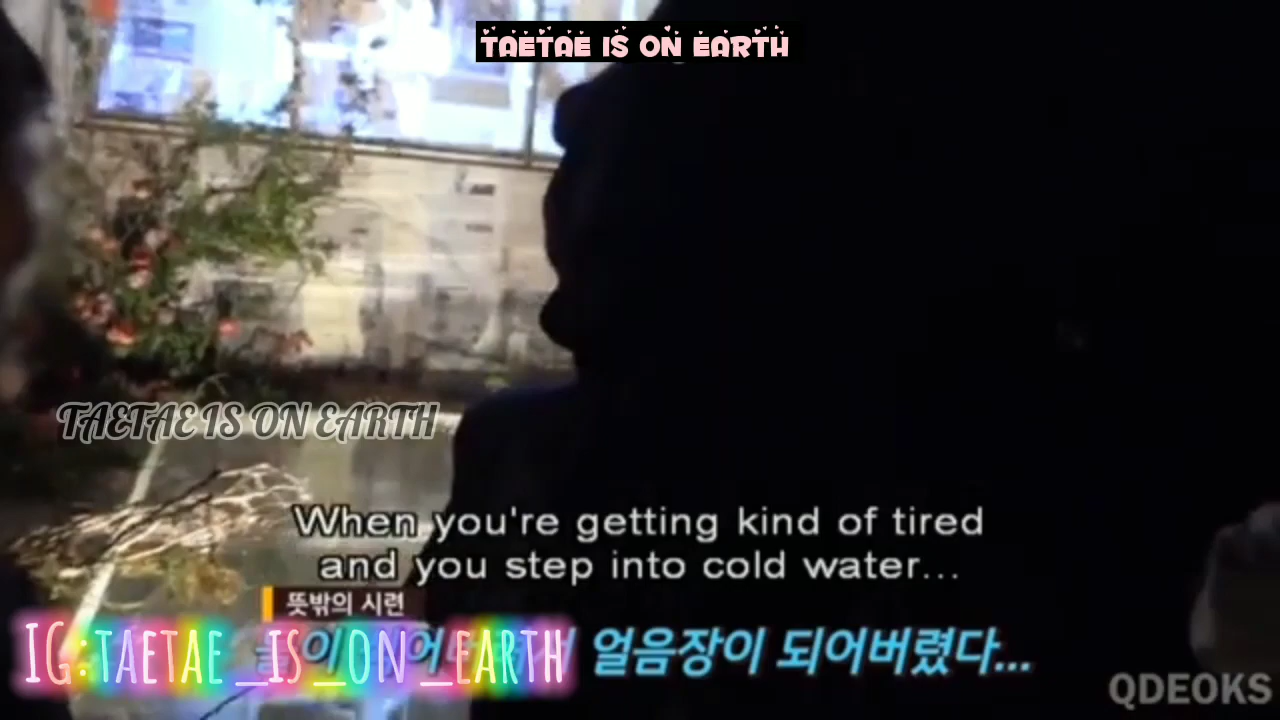 TAETAE IS ON EARTH
TAETAE IS ON EARTH
When you're getting kind of tired
and you step into cold water...
뜻밖의 시련
얼음장이 되어버렸다...
IG:TAETAE_IS_ON_EARTH
QDEOKS